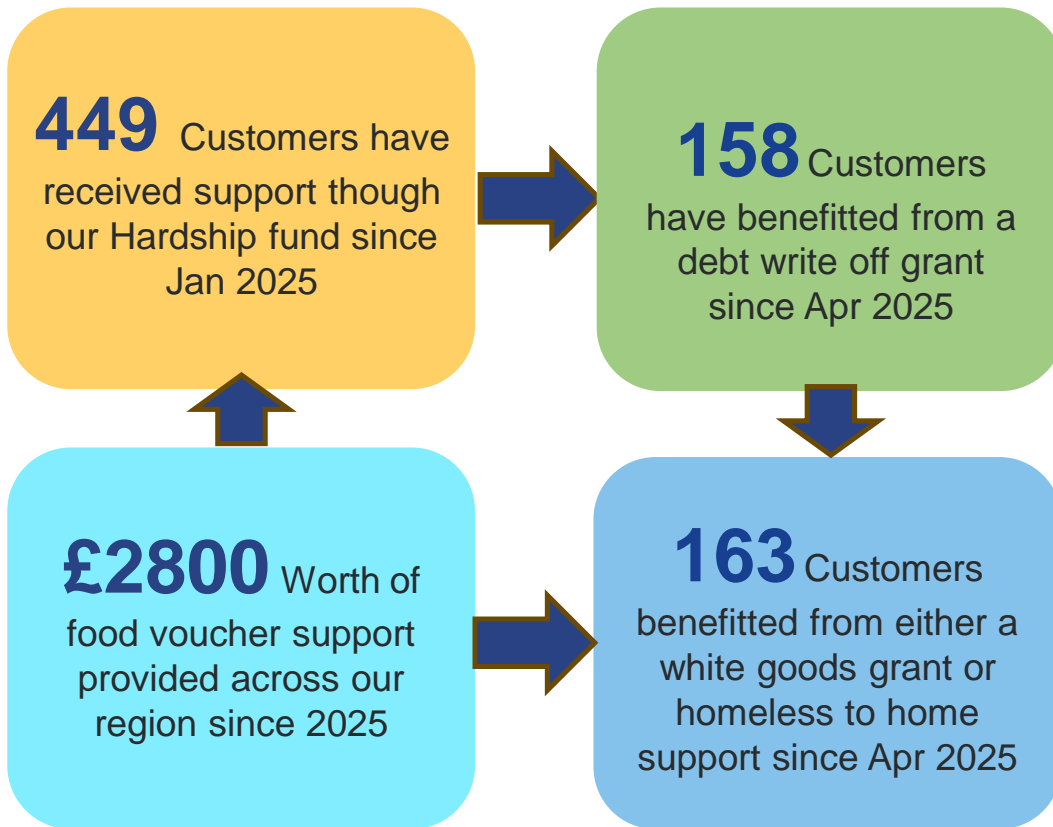 449 Customers have
received support though
our Hardship fund since
Jan 2025
158 Customers
have benefitted from a
debt write off grant
since Apr 2025
£2800 Worth of
food voucher support
provided across our
region since 2025
163 Customers
benefitted from either a
white goods grant or
homeless to home
support since Apr 2025